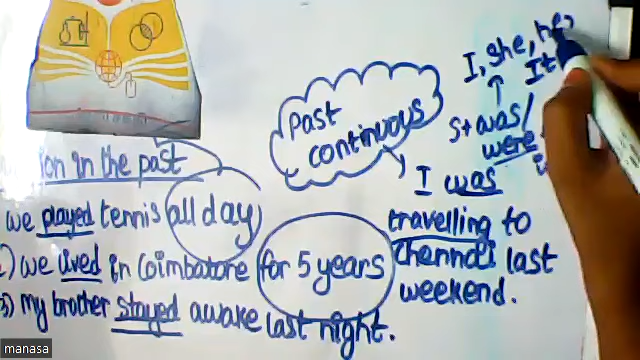 I, she, he,
It
↑
Past
continuous
S+was/
were
ion in the past
I was
we played tennis all day
travelling to
we lived in Coimbatore for 5 years
Chennai last
weekend.
3) My brother stayed awake last night.
manasa